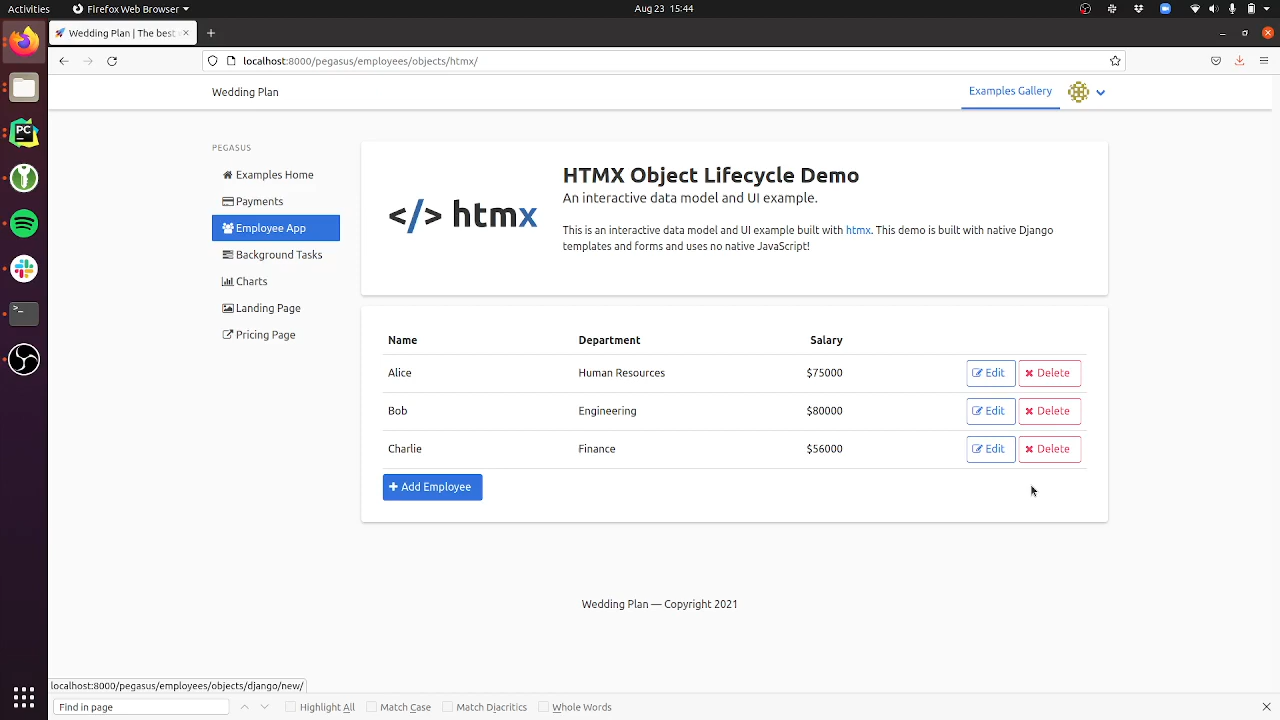 Activities
Firefox Web Browser
Aug 23 15:44
Wedding Plan | The best
localhost:8000/pegasus/employees/objects/htmx/
Wedding Plan
Examples Gallery
PEGASUS
Examples Home
Payments
Employee App
Background Tasks
Charts
Landing Page
Pricing Page
</> htmx
HTMX Object Lifecycle Demo
An interactive data model and UI example.
This is an interactive data model and UI example built with htmx. This demo is built with native Django
templates and forms and uses no native JavaScript!
Name Department Salary
Alice Human Resources $75000 Edit Delete
Bob Engineering $80000 Edit Delete
Charlie Finance $56000 Edit Delete
Add Employee
Wedding Plan — Copyright 2021
localhost:8000/pegasus/employees/objects/django/new/
Find in page Highlight All Match Case Match Diacritics Whole Words
PC
>_